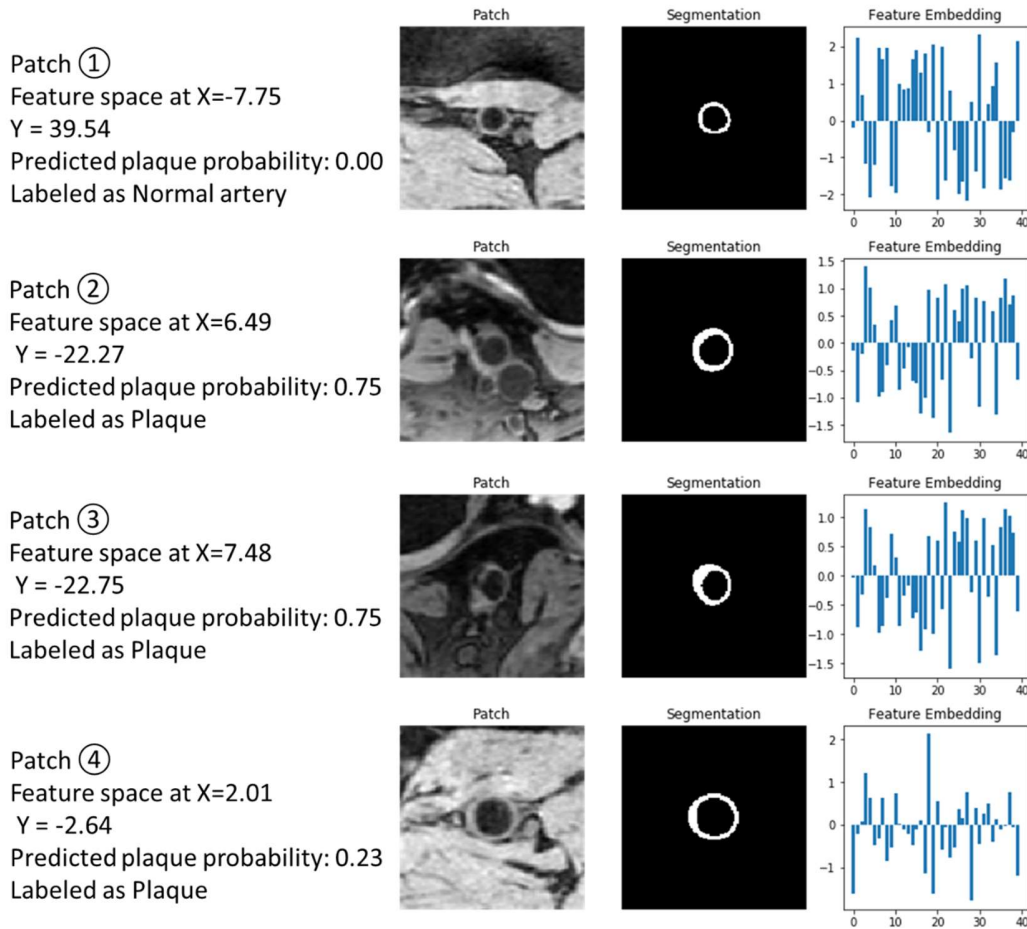 Patch ①
Feature space at X=-7.75
Y = 39.54
Predicted plaque probability: 0.00
Labeled as Normal artery
Patch
Segmentation
Feature Embedding
2
1
0
−1
−2
0
10
20
30
40
Patch ②
Feature space at X=6.49
Y = -22.27
Predicted plaque probability: 0.75
Labeled as Plaque
Patch
Segmentation
Feature Embedding
1.5
1.0
0.5
0.0
−0.5
−1.0
−1.5
0
10
20
30
40
Patch ③
Feature space at X=7.48
Y = -22.75
Predicted plaque probability: 0.75
Labeled as Plaque
Patch
Segmentation
Feature Embedding
1.0
0.5
0.0
−0.5
−1.0
−1.5
0
10
20
30
40
Patch ④
Feature space at X=2.01
Y = -2.64
Predicted plaque probability: 0.23
Labeled as Plaque
Patch
Segmentation
Feature Embedding
2
1
0
−1
0
10
20
30
40